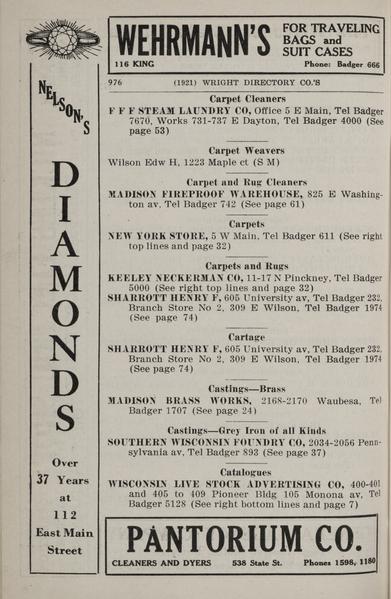 WEHRMANN'S
FOR TRAVELING
BAGS and
SUIT CASES
116 KING
Phone: Badger 666
NELSON'S
DIAMONDS
Over
37 Years
at
112
East Main
Street
976 (1921) WRIGHT DIRECTORY CO.'S
Carpet Cleaners
F F F STEAM LAUNDRY CO, Office 5 E Main, Tel Badger
7670, Works 731-737 E Dayton, Tel Badger 4000 (See
page 53)
Carpet Weavers
Wilson Edw H, 1223 Maple ct (S M)
Carpet and Rug Cleaners
MADISON FIREPROOF WAREHOUSE, 825 E Washing-
ton av, Tel Badger 742 (See page 61)
Carpets
NEW YORK STORE, 5 W Main, Tel Badger 611 (See right
top lines and page 32)
Carpets and Rugs
KEELEY NECKERMAN CO, 11-17 N Pinckney, Tel Badger
5000 (See right top lines and page 32)
SHARROTT HENRY F, 605 University av, Tel Badger 232,
Branch Store No 2, 309 E Wilson, Tel Badger 1974
(See page 74)
Cartage
SHARROTT HENRY F, 605 University av, Tel Badger 232,
Branch Store No 2, 309 E Wilson, Tel Badger 1974
(See page 74)
Castings—Brass
MADISON BRASS WORKS, 2168-2170 Waubesa, Tel
Badger 1707 (See page 24)
Castings—Grey Iron of all Kinds
SOUTHERN WISCONSIN FOUNDRY CO, 2034-2056 Penn-
sylvania av, Tel Badger 893 (See page 37)
Catalogues
WISCONSIN LIVE STOCK ADVERTISING CO, 400-401
and 405 to 409 Pioneer Bldg 105 Monona av, Tel
Badger 5128 (See right bottom lines and page 7)
PANTORIUM CO.
CLEANERS AND DYERS 538 State St. Phones 1598, 1180